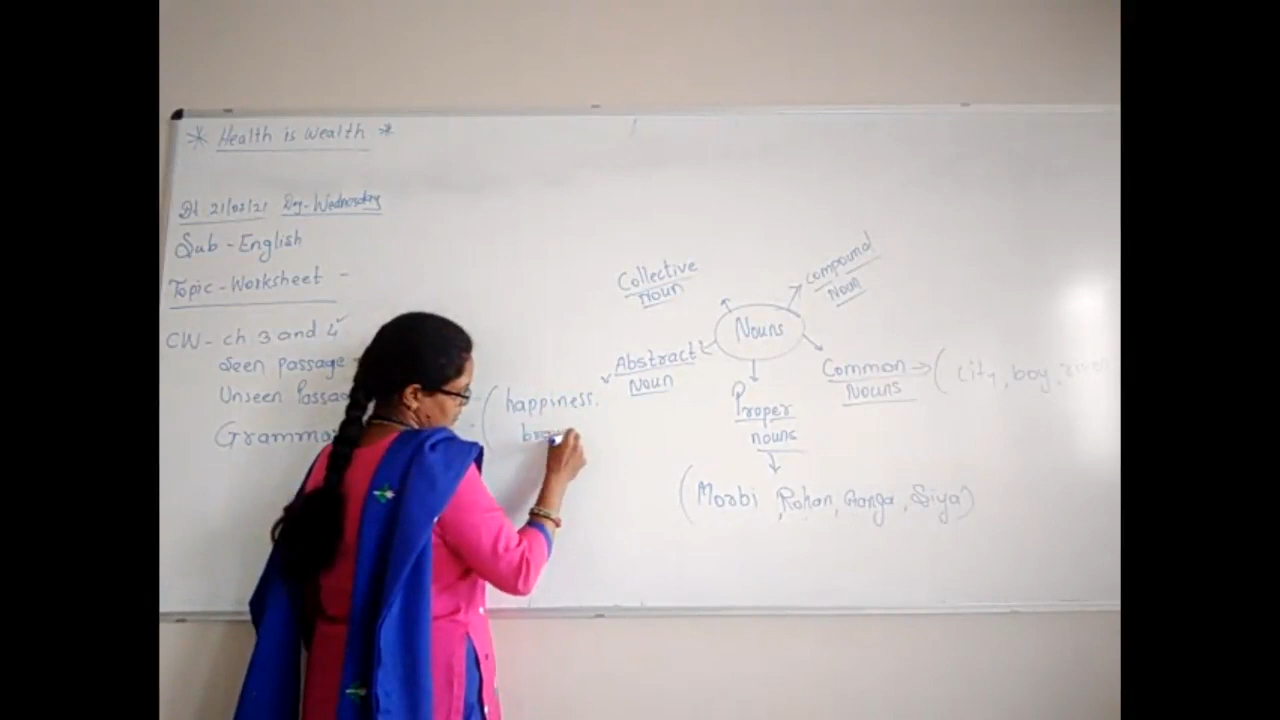 * Health is Wealth *
Dt 21/07/21 Day-Wednesday
Sub - English
Topic - Worksheet -
CW - ch 3 and 4
Seen passage
Unseen Passag
Gramma
Nouns
Collective
Noun
compound
Noun
Abstract
Noun
(happiness,
Common → (city, boy,
Nouns
Proper
nouns
(Morbi, Rohan, Ganga, Siya)